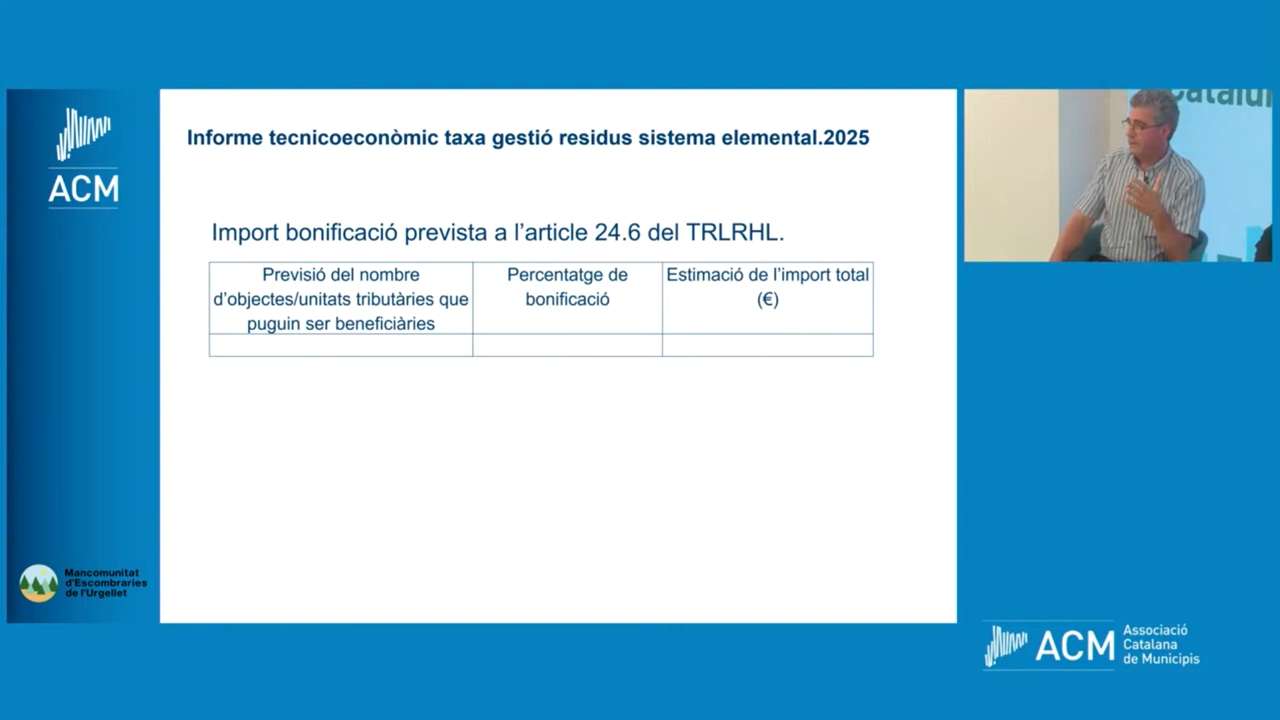 ACM
Informe tecnicoeconòmic taxa gestió residus sistema elemental.2025
Import bonificació prevista a l’article 24.6 del TRLRHL.
Previsió del nombre
d’objectes/unitats tributàries que
puguin ser beneficiàries
Percentatge de
bonificació
Estimació de l’import total
(€)
Mancomunitat
d'Escombraries
de l'Urgellet
ACM
Associació
Catalana
de Municipis